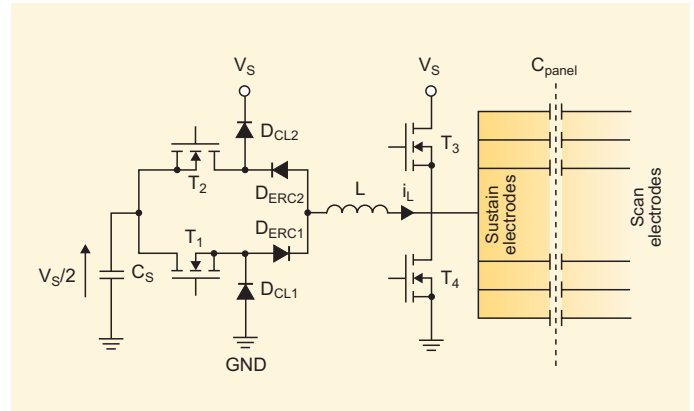 V_S
V_S
C_panel
D_CL2
T_3
T_2
D_ERC2
L
i_L
D_ERC1
T_1
Sustain
electrodes
Scan
electrodes
V_S/2
C_S
D_CL1
T_4
GND